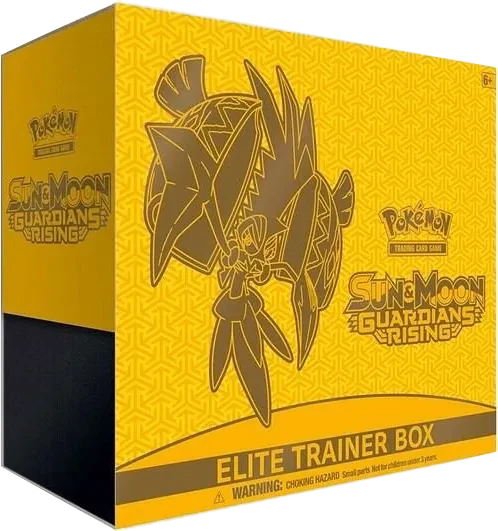 6+
POKéMON
TRADING CARD GAME
SUN & MOON
GUARDIANS
RISING
POKéMON
TRADING CARD GAME
SUN & MOON
GUARDIANS
RISING
ELITE TRAINER BOX
⚠ WARNING: CHOKING HAZARD Small parts. Not for children under 3 years.